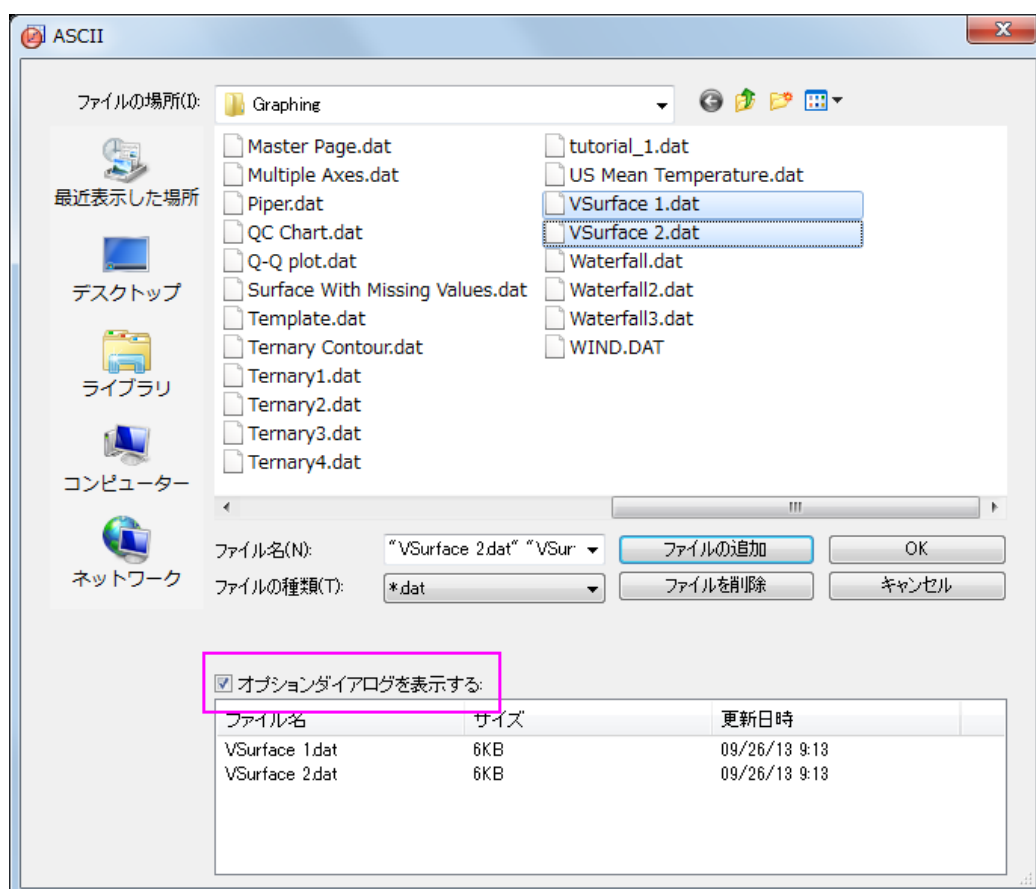 ASCII
ファイルの場所(I):
Graphing
最近表示した場所
デスクトップ
ライブラリ
コンピューター
ネットワーク
Master Page.dat
Multiple Axes.dat
Piper.dat
QC Chart.dat
Q-Q plot.dat
Surface With Missing Values.dat
Template.dat
Ternary Contour.dat
Ternary1.dat
Ternary2.dat
Ternary3.dat
Ternary4.dat
tutorial_1.dat
US Mean Temperature.dat
VSurface 1.dat
VSurface 2.dat
Waterfall.dat
Waterfall2.dat
Waterfall3.dat
WIND.DAT
ファイル名(N): "VSurface 2.dat" "VSur ファイルの追加 OK
ファイルの種類(T): *.dat ファイルを削除 キャンセル
オプションダイアログを表示する:
ファイル名 サイズ 更新日時
VSurface 1.dat 6KB 09/26/13 9:13
VSurface 2.dat 6KB 09/26/13 9:13